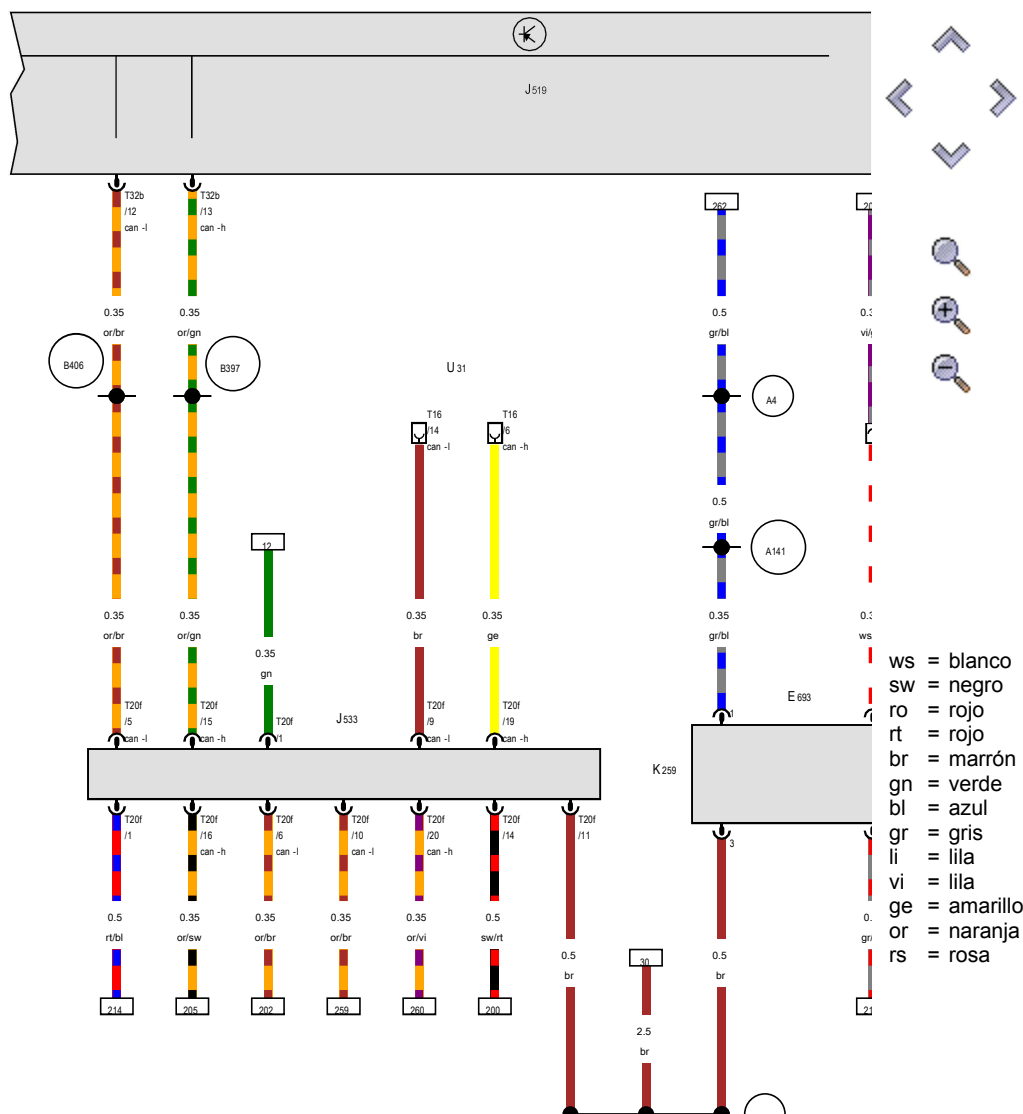 J519
T32b
/12
can -l
T32b
/13
can -h
262
0.35
or/br
0.35
or/gn
0.5
gr/bl
B406
B397
U31
A4
T16
/14
can -l
T16
/6
can -h
0.5
gr/bl
12
A141
0.35
or/br
0.35
or/gn
0.35
gn
0.35
br
0.35
ge
0.35
gr/bl
ws
T20f
/5
can -l
T20f
/15
can -h
T20f
/1
J533
T20f
/9
can -l
T20f
/19
can -h
1
E693
K259
T20f
/1
T20f
/16
can -h
T20f
/6
can -l
T20f
/10
can -l
T20f
/20
can -h
T20f
/14
T20f
/11
3
0.5
rt/bl
0.35
or/sw
0.35
or/br
0.35
or/br
0.35
or/vi
0.5
sw/rt
0.5
br
0.5
br
30
214
205
202
259
260
200
2.5
br
ws = blanco
sw = negro
ro = rojo
rt = rojo
br = marrón
gn = verde
bl = azul
gr = gris
li = lila
vi = lila
ge = amarillo
or = naranja
rs = rosa